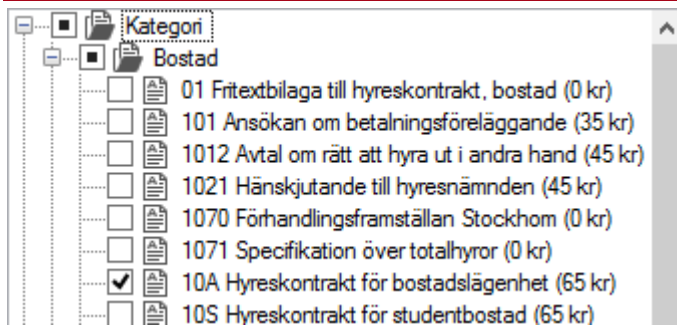 Kategori
Bostad
01 Fritextbilaga till hyreskontrakt, bostad (0 kr)
101 Ansökan om betalningsföreläggande (35 kr)
1012 Avtal om rätt att hyra ut i andra hand (45 kr)
1021 Hänskjutande till hyresnämnden (45 kr)
1070 Förhandlingsframställan Stockhom (0 kr)
1071 Specifikation över totalhyror (0 kr)
10A Hyreskontrakt för bostadslägenhet (65 kr)
10S Hyreskontrakt för studentbostad (65 kr)